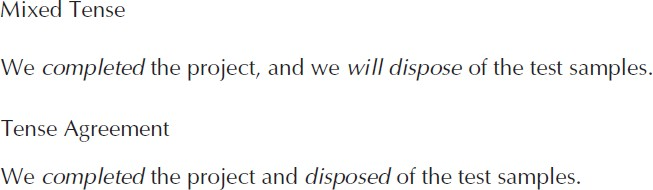 Mixed Tense
We completed the project, and we will dispose of the test samples.
Tense Agreement
We completed the project and disposed of the test samples.